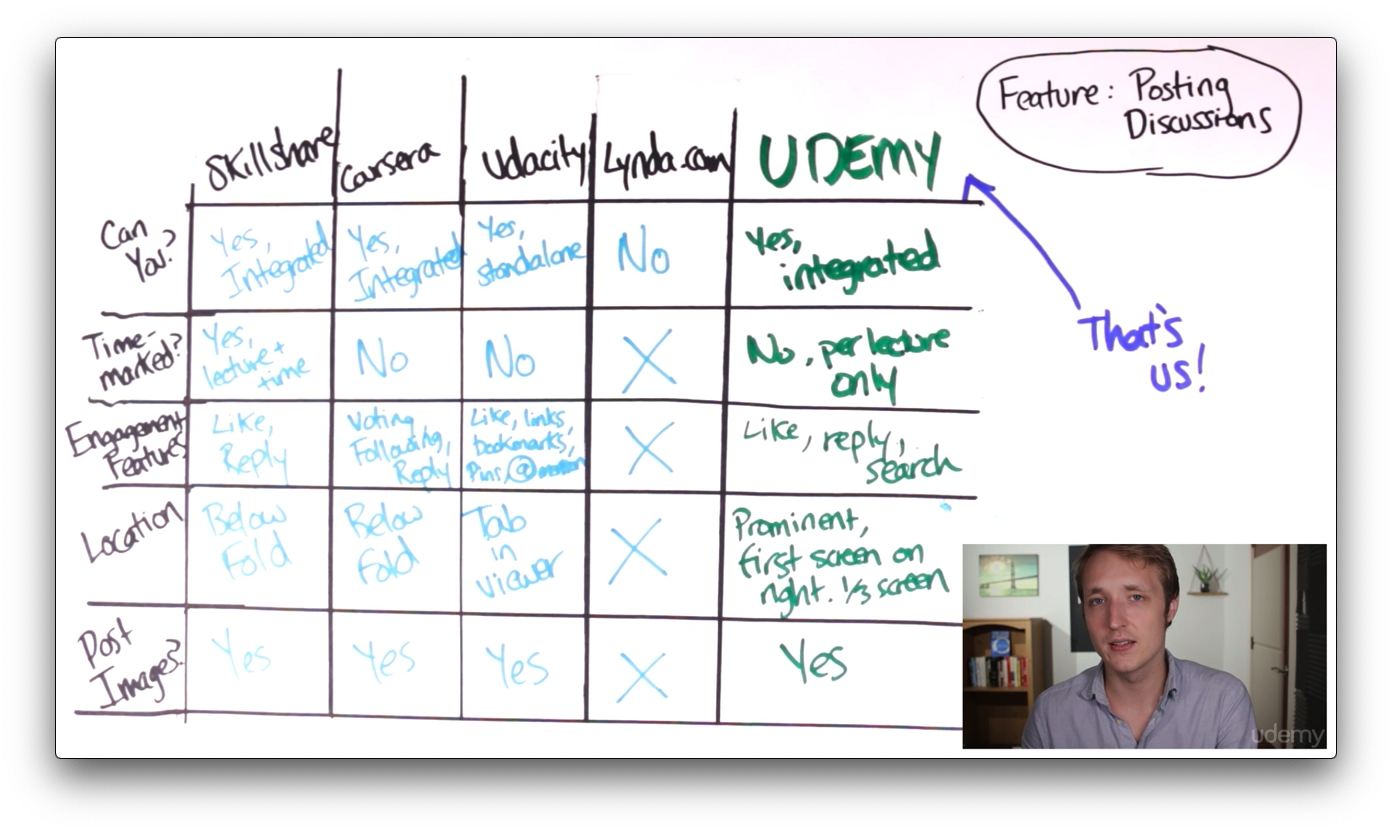 Feature: Posting
Discussions
Skillshare Coursera Udacity Lynda.com UDEMY
Can
You?
Yes,
Integrated
Yes,
Integrated
Yes,
standalone
No
Yes,
integrated
Time-
marked?
Yes,
lecture +
time
No
No
X
No, per lecture
only
That's
us!
Engagement
Features
Like,
Reply
Voting
Following,
Reply
Like, links,
bookmarks,
Pins, @mention
X
Like, reply,
search
Location
Below
Fold
Below
Fold
Tab
in
viewer
X
Prominent,
first screen on
right. 1/3 screen
Post
Images?
Yes
Yes
Yes
X
Yes
udemy